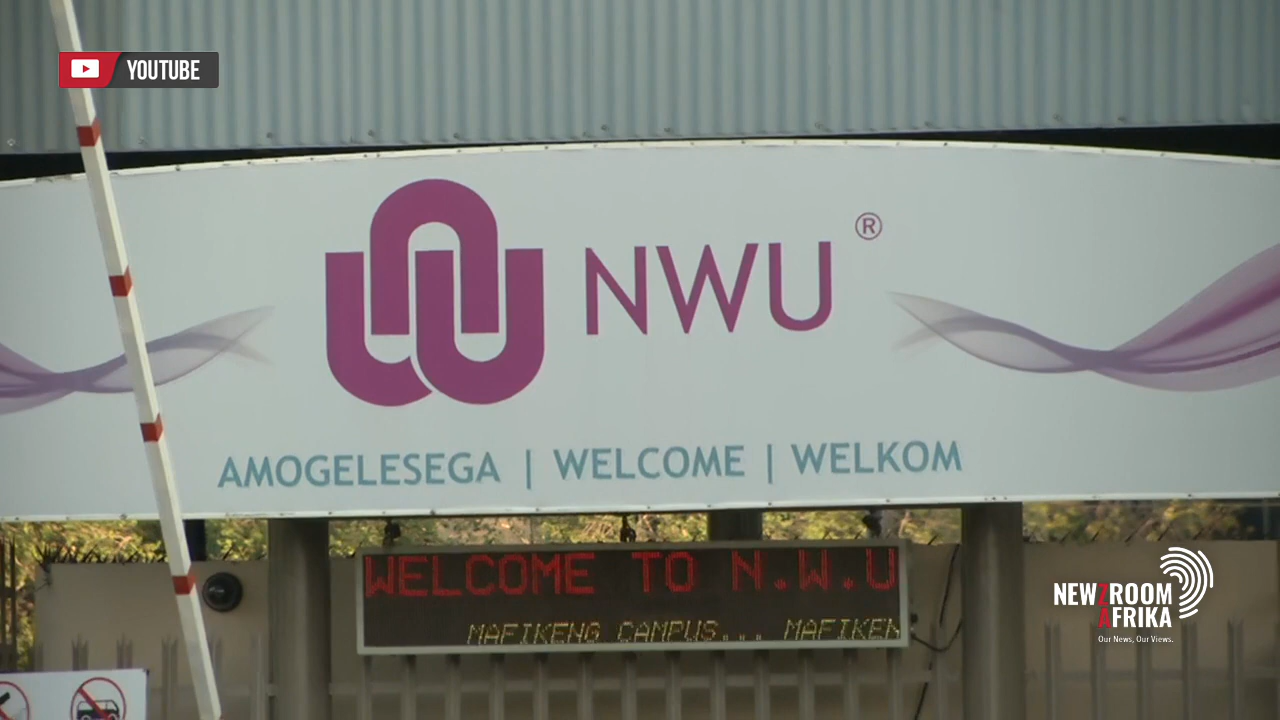 YOUTUBE
NWU ®
AMOGELESEGA | WELCOME | WELKOM
WELCOME TO N.W.U
MAFIKENG CAMPUS... MAFIKEN
NEWZROOM
AFRIKA
Our News, Our Views.